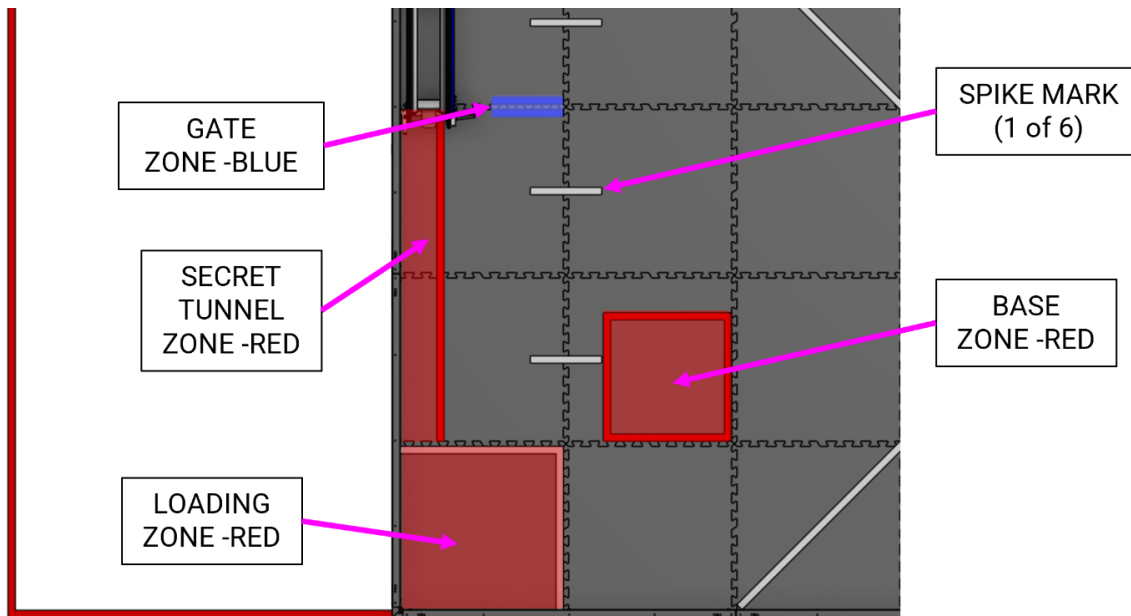 GATE
ZONE -BLUE
SPIKE MARK
(1 of 6)
SECRET
TUNNEL
ZONE -RED
BASE
ZONE -RED
LOADING
ZONE -RED